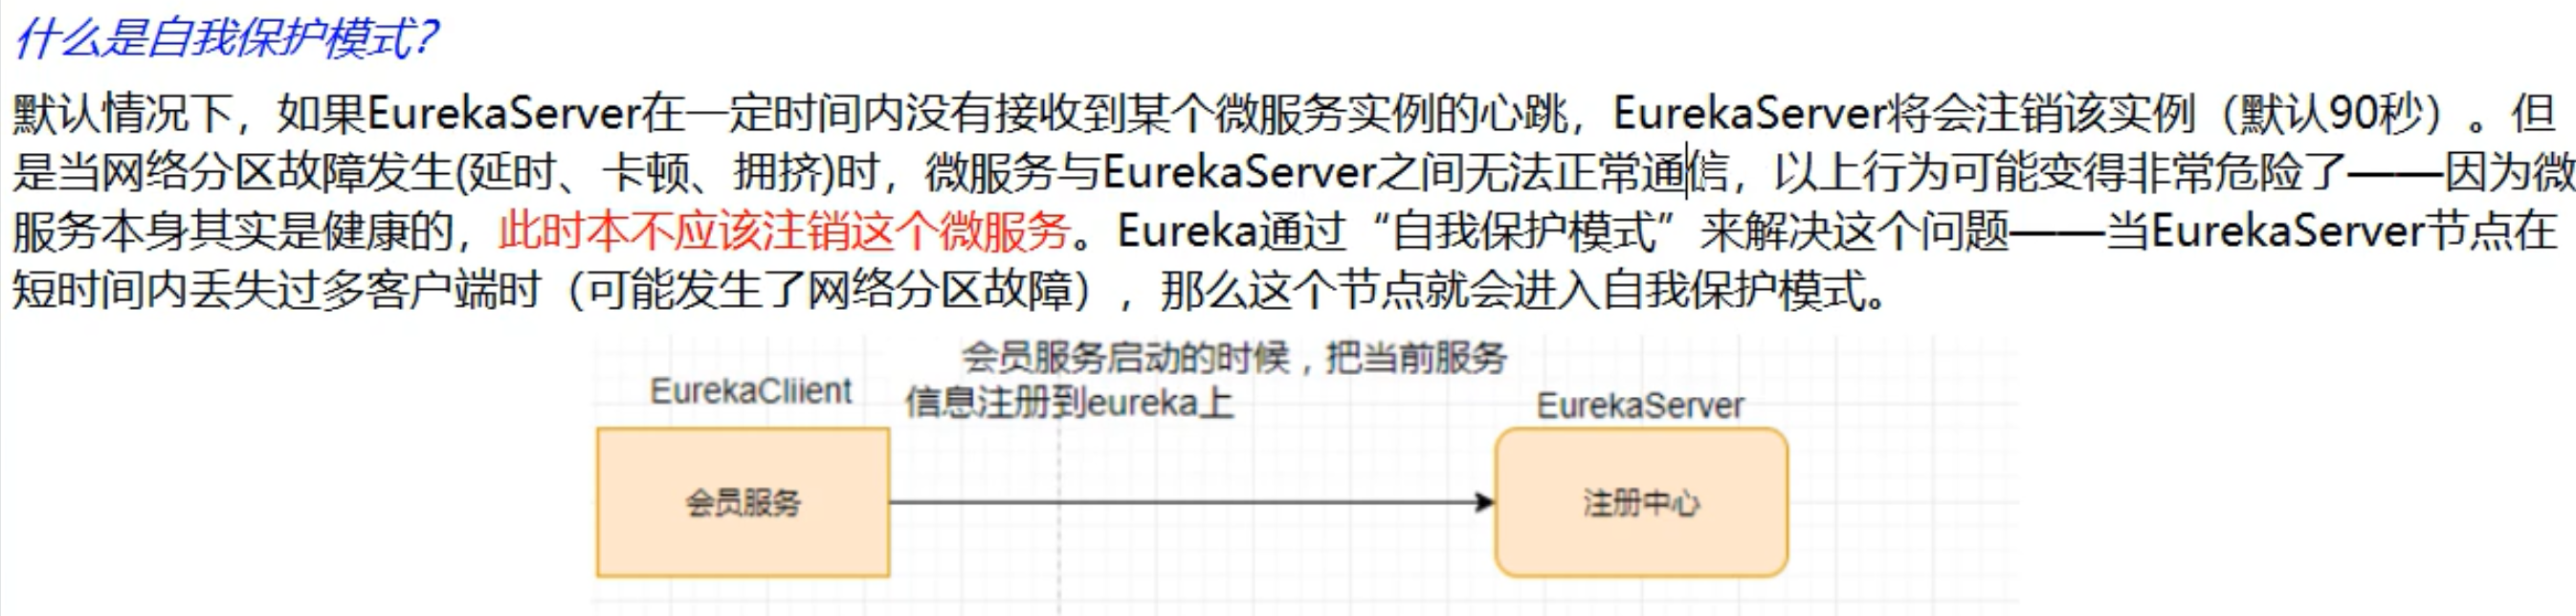 什么是自我保护模式？
默认情况下，如果EurekaServer在一定时间内没有接收到某个微服务实例的心跳，EurekaServer将会注销该实例（默认90秒）。但
是当网络分区故障发生(延时、卡顿、拥挤)时，微服务与EurekaServer之间无法正常通信，以上行为可能变得非常危险了——因为微
服务本身其实是健康的，此时本不应该注销这个微服务。Eureka通过“自我保护模式”来解决这个问题——当EurekaServer节点在
短时间内丢失过多客户端时（可能发生了网络分区故障），那么这个节点就会进入自我保护模式。
会员服务启动的时候，把当前服务
信息注册到eureka上
EurekaCliient
EurekaServer
会员服务
注册中心